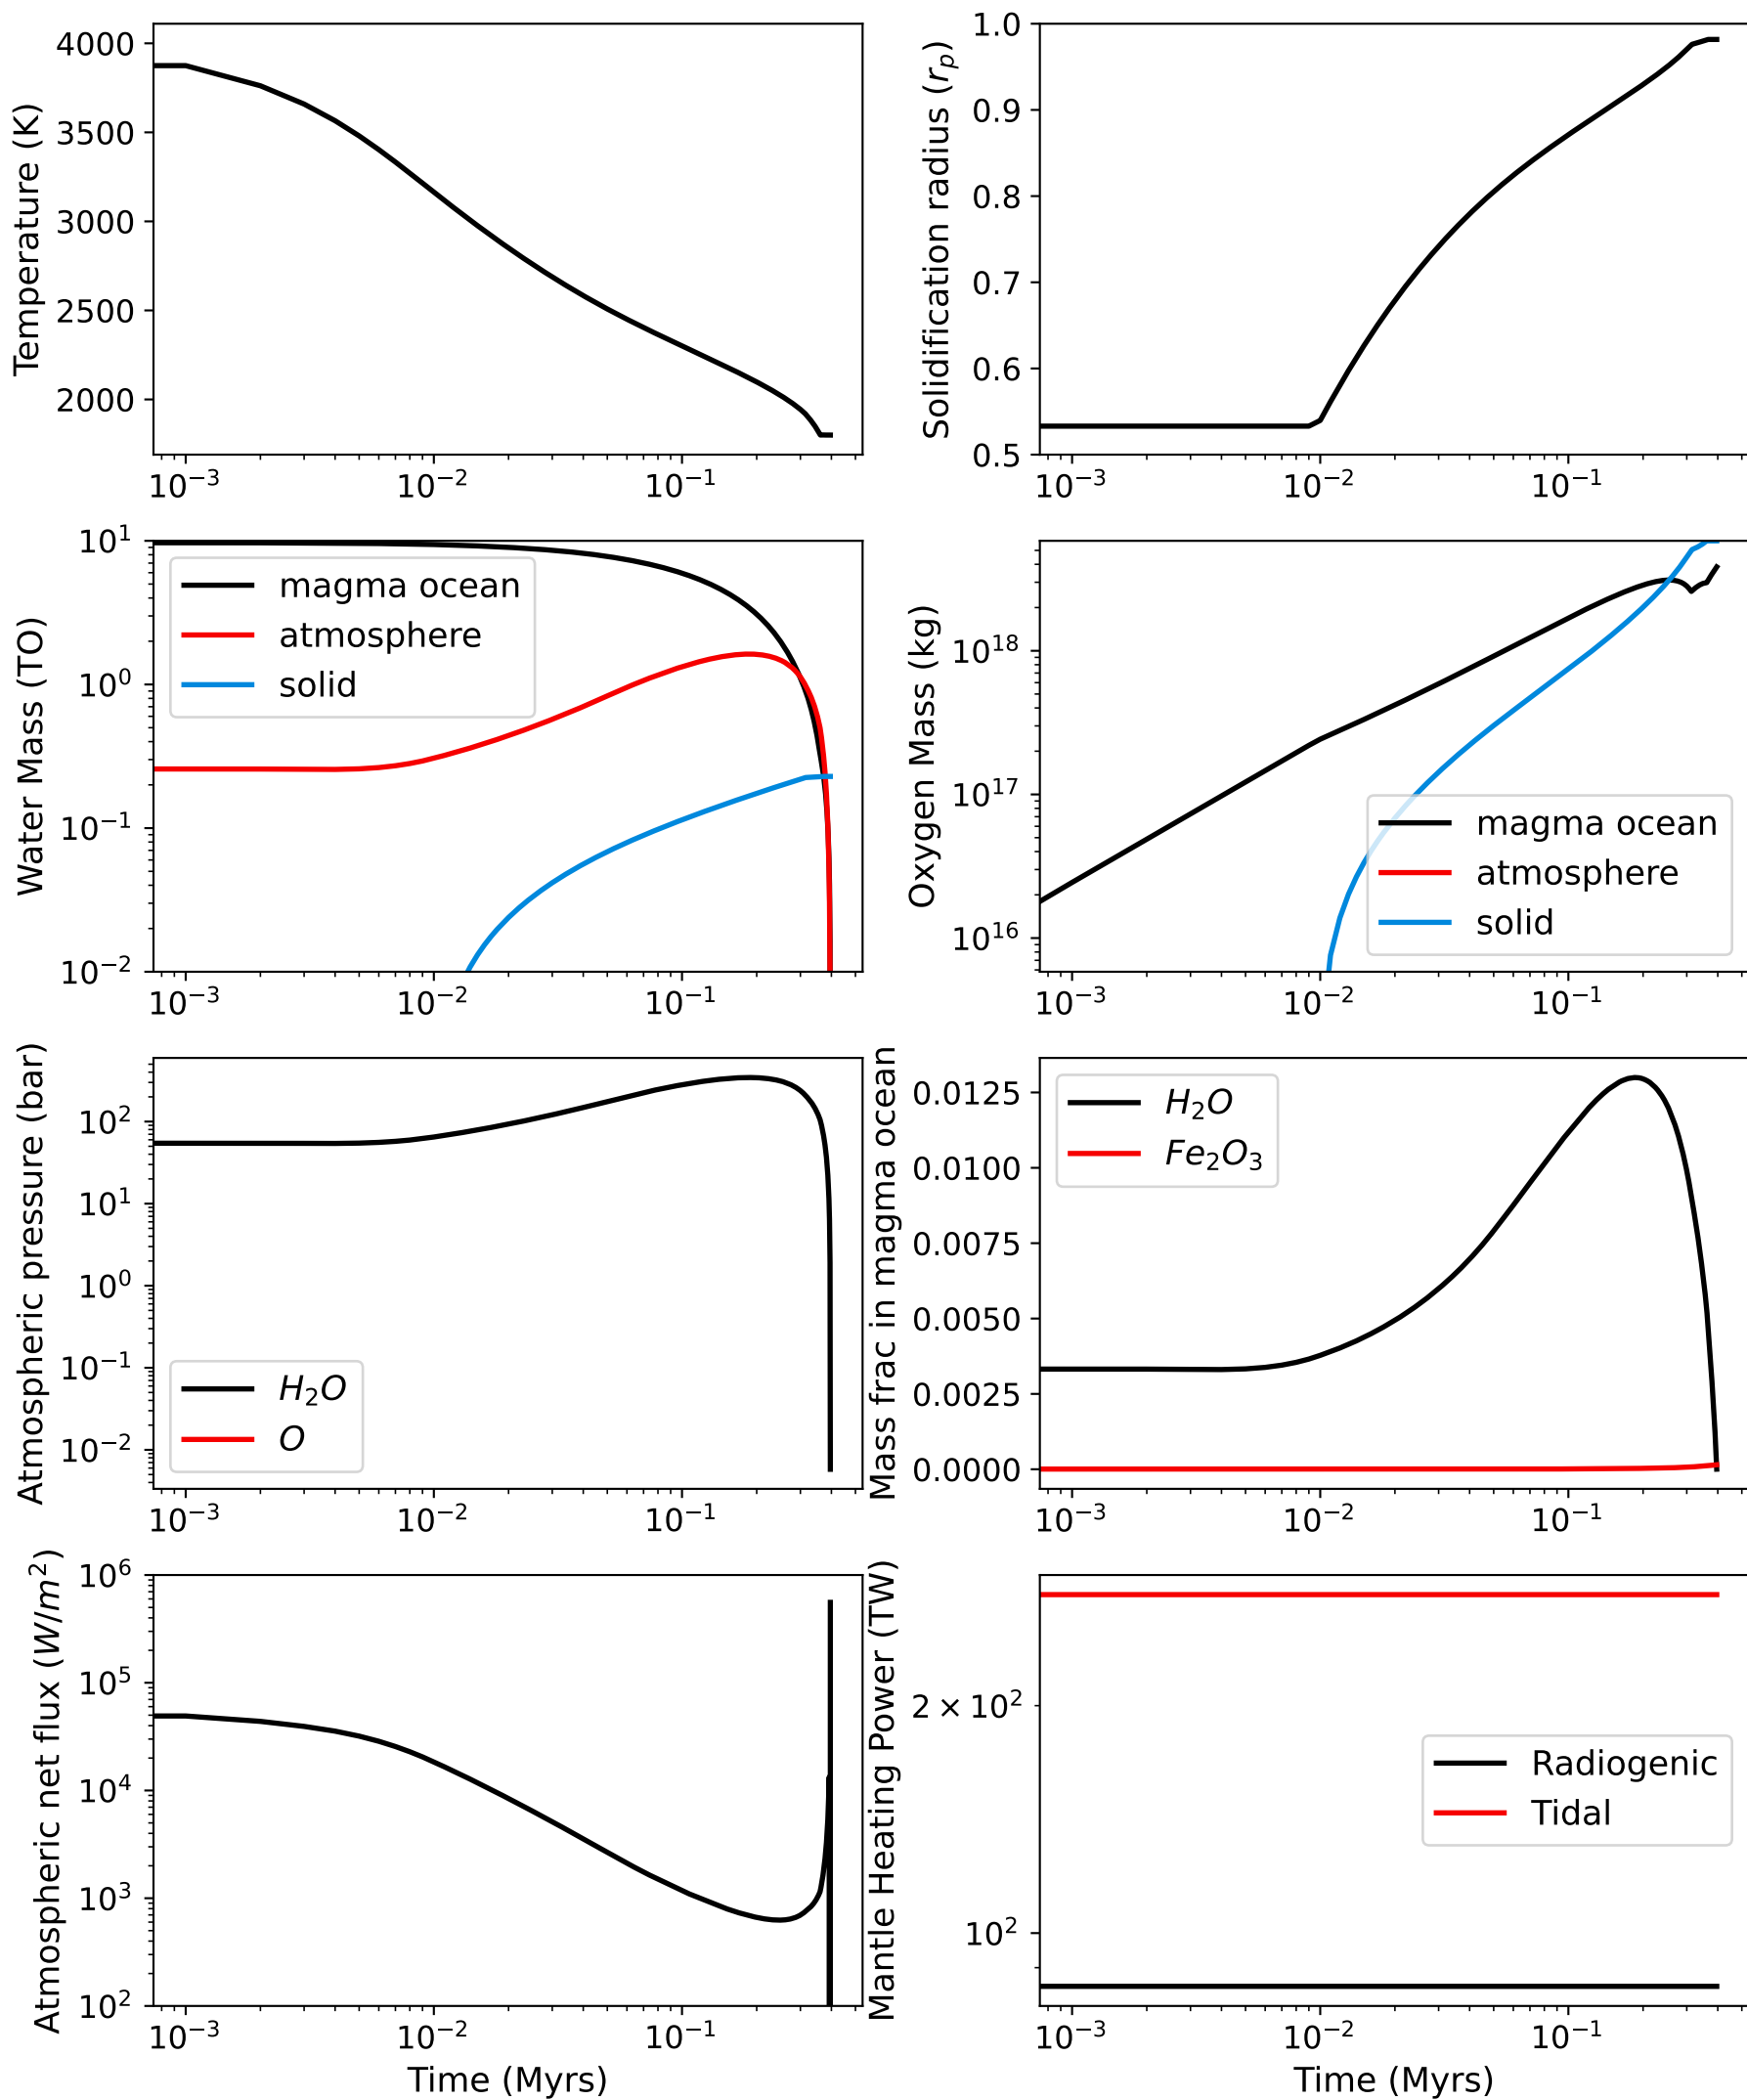 Temperature (K)
4000
3500
3000
2500
2000
10⁻³
10⁻²
10⁻¹
Solidification radius (rₚ)
1.0
0.9
0.8
0.7
0.6
0.5
10⁻³
10⁻²
10⁻¹
Water Mass (TO)
10¹
10⁰
10⁻¹
10⁻²
magma ocean
atmosphere
solid
10⁻³
10⁻²
10⁻¹
Oxygen Mass (kg)
10¹⁸
10¹⁷
10¹⁶
magma ocean
atmosphere
solid
10⁻³
10⁻²
10⁻¹
Atmospheric pressure (bar)
10²
10¹
10⁰
10⁻¹
10⁻²
H₂O
O
10⁻³
10⁻²
10⁻¹
Mass frac in magma ocean
0.0125
0.0100
0.0075
0.0050
0.0025
0.0000
H₂O
Fe₂O₃
10⁻³
10⁻²
10⁻¹
Atmospheric net flux (W/m²)
10⁶
10⁵
10⁴
10³
10²
10⁻³
10⁻²
10⁻¹
Time (Myrs)
Mantle Heating Power (TW)
2 × 10²
10²
Radiogenic
Tidal
10⁻³
10⁻²
10⁻¹
Time (Myrs)